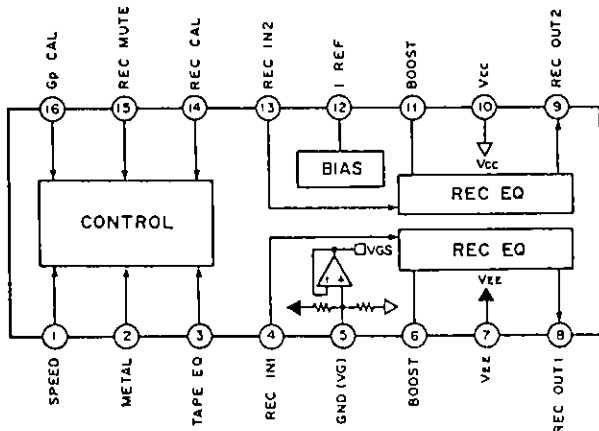 Gp CAL
REC MUTE
REC CAL
REC IN2
I REF
BOOST
Vcc
REC OUT2
16
15
14
13
12
11
10
9
BIAS
Vcc
REC EQ
CONTROL
REC EQ
VGS
VEE
- +
1
2
3
4
5
6
7
8
SPEED
METAL
TAPE EQ
REC IN1
GND (VG)
BOOST
VEE
REC OUT1